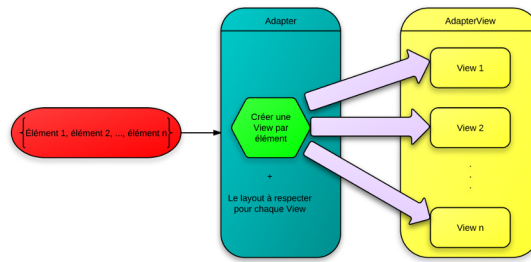 Adapter
AdapterView
{Élément 1, élément 2, ..., élément n}
Créer une
View par
élément
+
Le layout à respecter
pour chaque View
View 1
View 2
.
.
.
View n